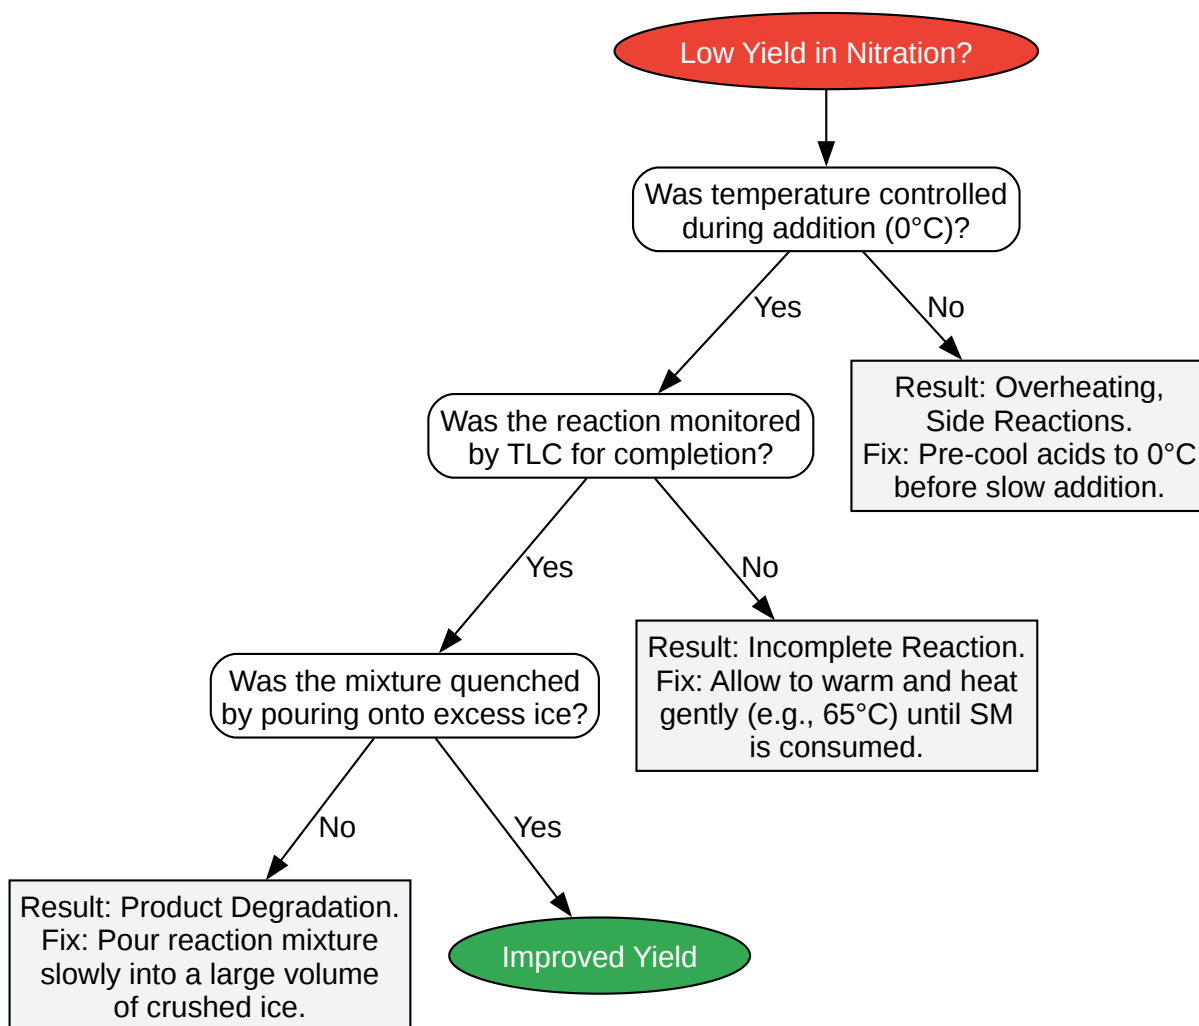 Low Yield in Nitration?
Was temperature controlled
during addition (0°C)?
Yes
No
Was the reaction monitored
by TLC for completion?
Result: Overheating,
Side Reactions.
Fix: Pre-cool acids to 0°C
before slow addition.
Yes
No
Was the mixture quenched
by pouring onto excess ice?
Result: Incomplete Reaction.
Fix: Allow to warm and heat
gently (e.g., 65°C) until SM
is consumed.
No
Yes
Result: Product Degradation.
Fix: Pour reaction mixture
slowly into a large volume
of crushed ice.
Improved Yield